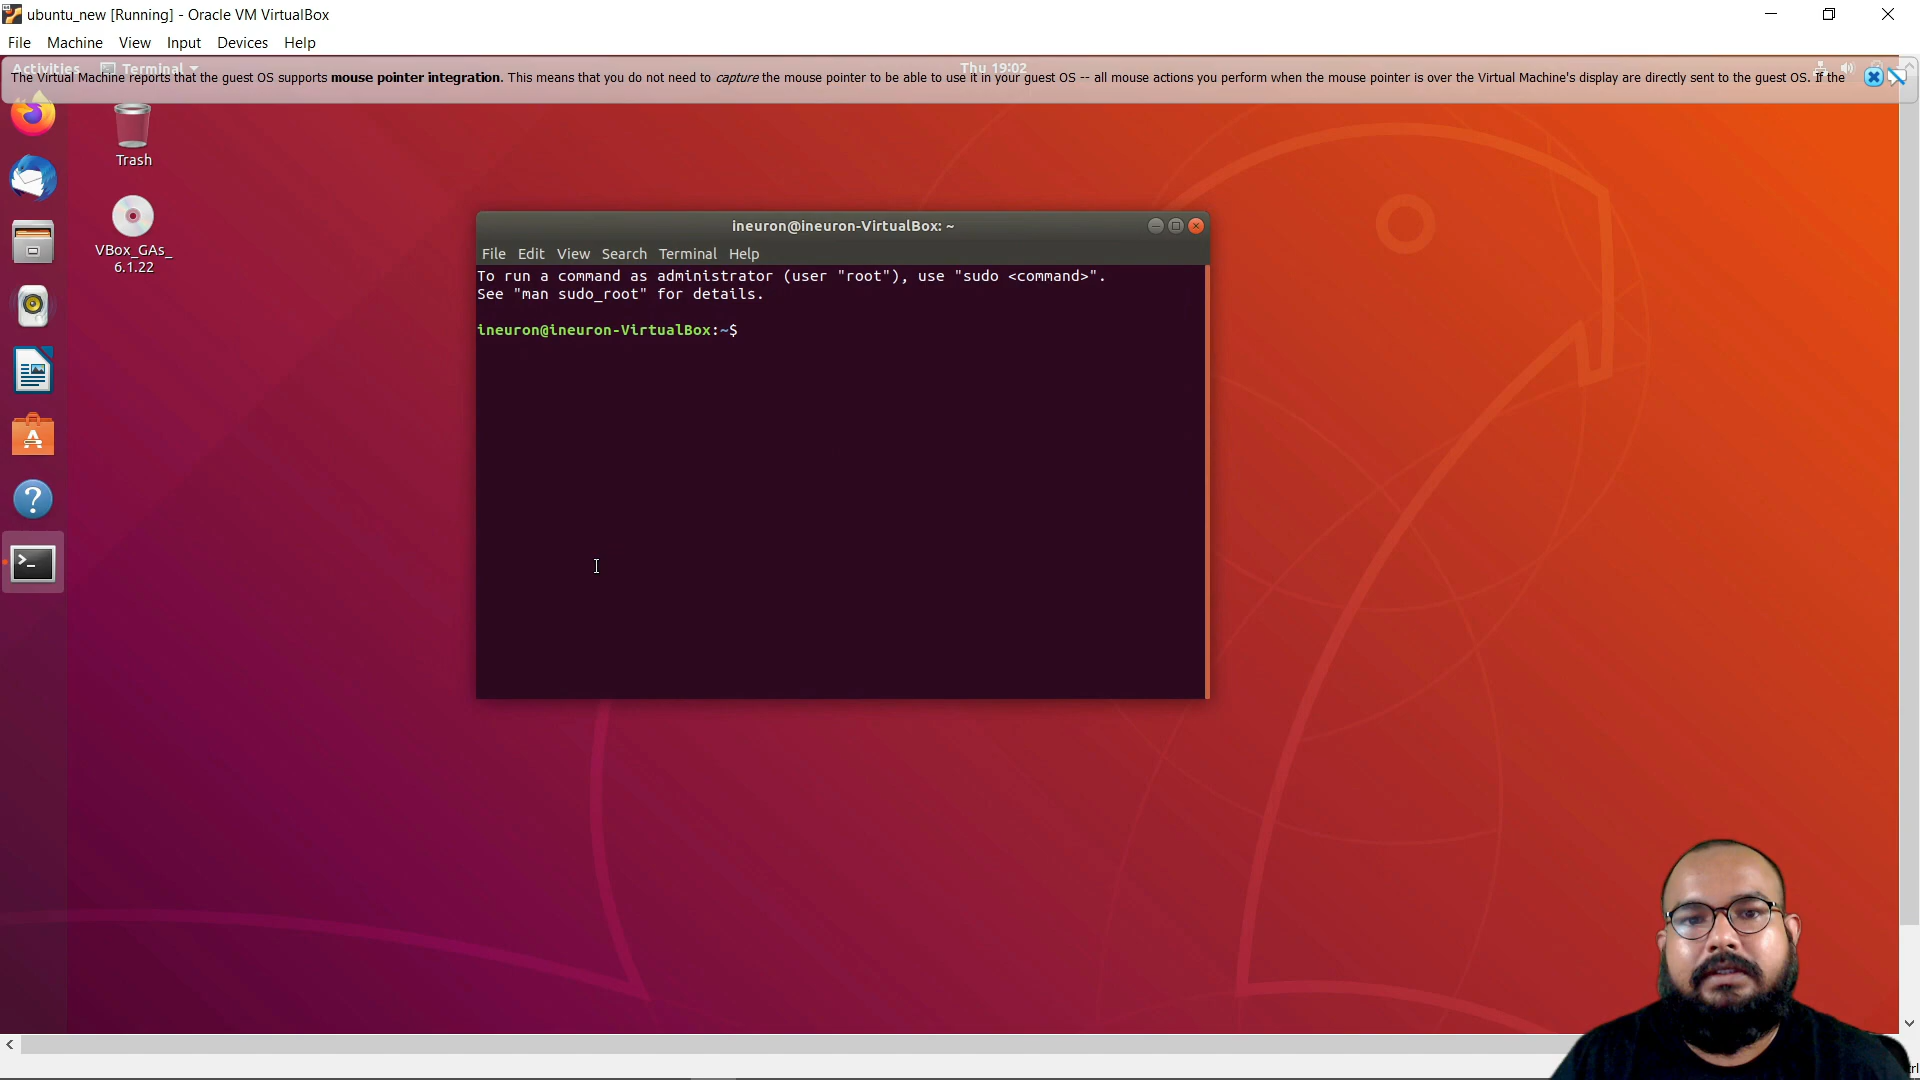 ubuntu_new [Running] - Oracle VM VirtualBox
File Machine View Input Devices Help
Activities Terminal Thu 19:02
The Virtual Machine reports that the guest OS supports mouse pointer integration. This means that you do not need to capture the mouse pointer to be able to use it in your guest OS -- all mouse actions you perform when the mouse pointer is over the Virtual Machine's display are directly sent to the guest OS. If the
Trash
VBox_GAs_
6.1.22
ineuron@ineuron-VirtualBox: ~
File Edit View Search Terminal Help
To run a command as administrator (user "root"), use "sudo <command>".
See "man sudo_root" for details.
ineuron@ineuron-VirtualBox:~$